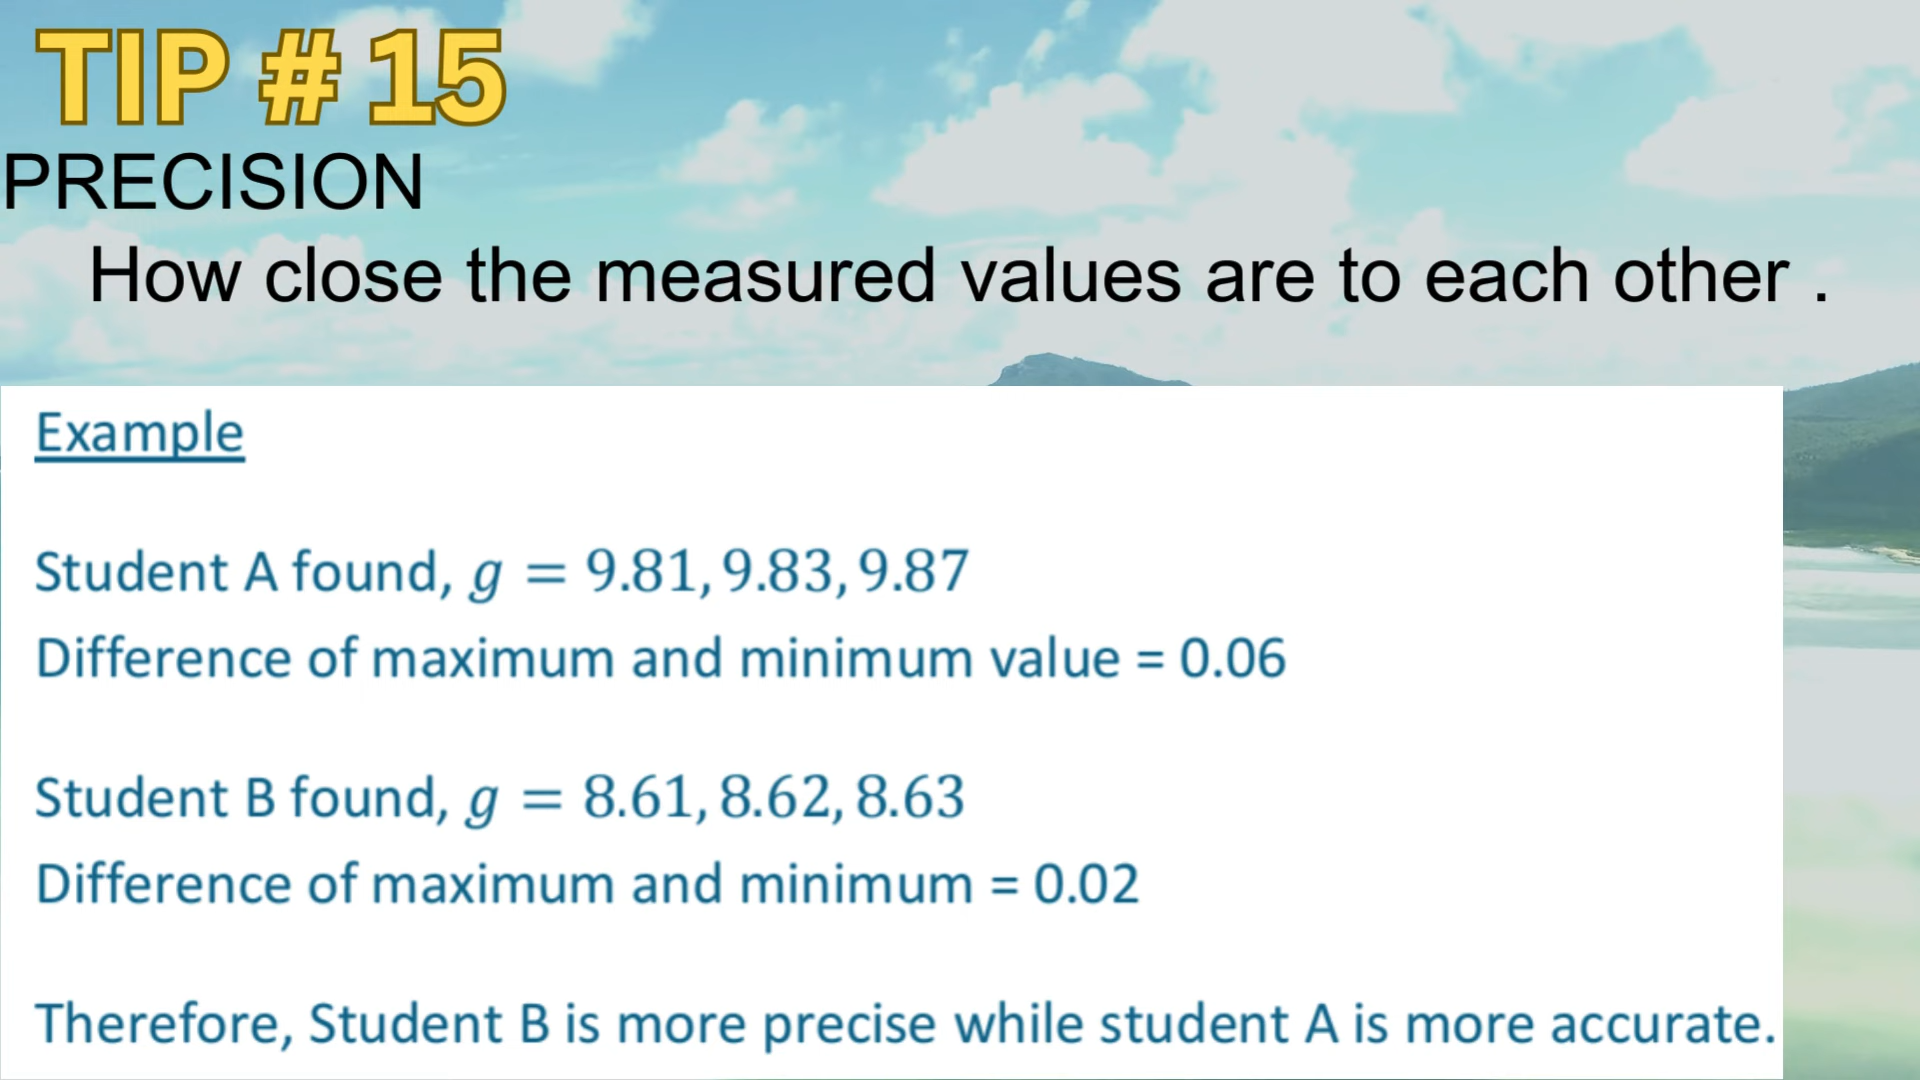 TIP # 15
PRECISION
How close the measured values are to each other .
Example
Student A found, g = 9.81, 9.83, 9.87
Difference of maximum and minimum value = 0.06
Student B found, g = 8.61, 8.62, 8.63
Difference of maximum and minimum = 0.02
Therefore, Student B is more precise while student A is more accurate.